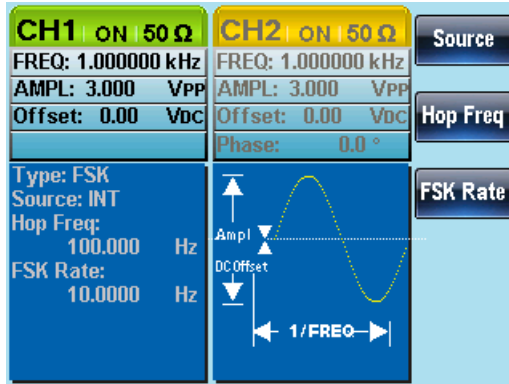 CH1 ON 50 Ω
FREQ: 1.000000 kHz
AMPL: 3.000 VPP
Offset: 0.00 VDC
CH2 ON 50 Ω
FREQ: 1.000000 kHz
AMPL: 3.000 VPP
Offset: 0.00 VDC
Phase: 0.0 °
Type: FSK
Source: INT
Hop Freq:
100.000 Hz
FSK Rate:
10.0000 Hz
Ampl
DC Offset
1/FREQ
Source
Hop Freq
FSK Rate